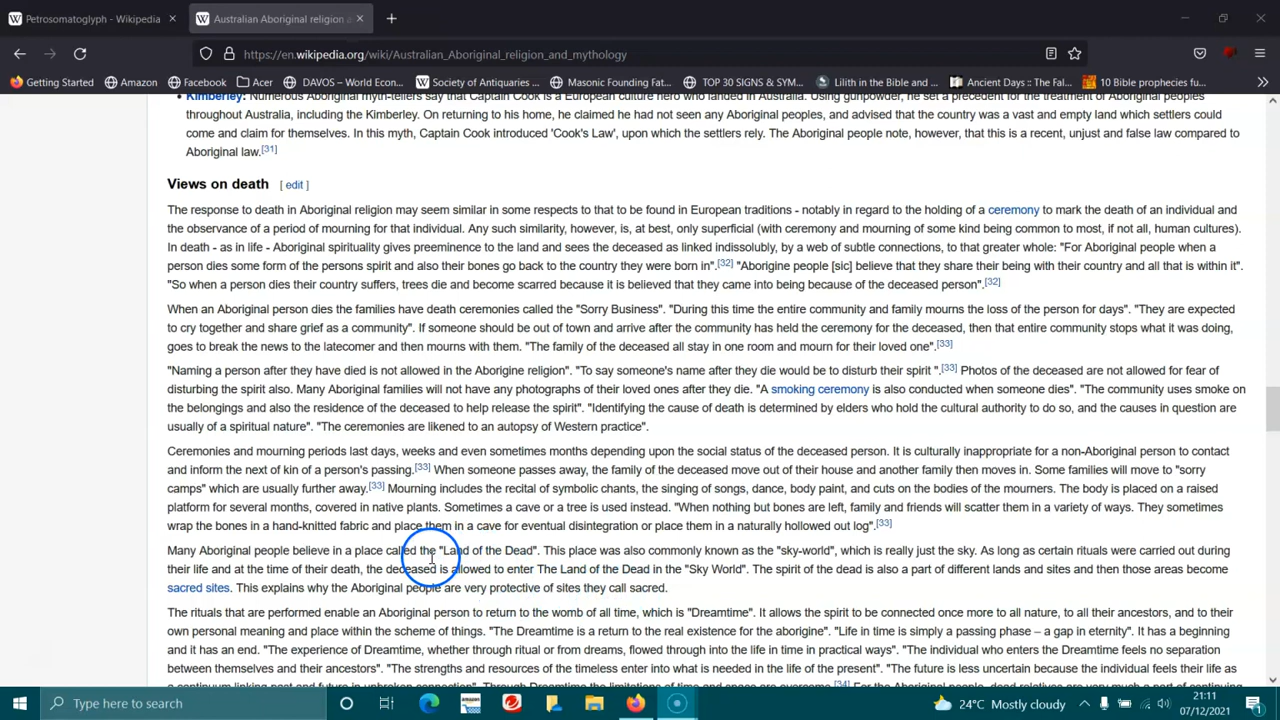 Petrosomatoglyph - Wikipedia
Australian Aboriginal religion a
https://en.wikipedia.org/wiki/Australian_Aboriginal_religion_and_mythology
Getting Started Amazon Facebook Acer DAVOS – World Econ... Society of Antiquaries ... Masonic Founding Fat... TOP 30 SIGNS & SYM... Lilith in the Bible and ... Ancient Days :: The Fal... 10 Bible prophecies fu...
Kimberley: Numerous Aboriginal myth-tellers say that Captain Cook is a European culture hero who landed in Australia. Using gunpowder, he set a precedent for the treatment of Aboriginal peoples
throughout Australia, including the Kimberley. On returning to his home, he claimed he had not seen any Aboriginal peoples, and advised that the country was a vast and empty land which settlers could
come and claim for themselves. In this myth, Captain Cook introduced 'Cook's Law', upon which the settlers rely. The Aboriginal people note, however, that this is a recent, unjust and false law compared to
Aboriginal law.[31]
Views on death [ edit ]
The response to death in Aboriginal religion may seem similar in some respects to that to be found in European traditions - notably in regard to the holding of a ceremony to mark the death of an individual and
the observance of a period of mourning for that individual. Any such similarity, however, is, at best, only superficial (with ceremony and mourning of some kind being common to most, if not all, human cultures).
In death - as in life - Aboriginal spirituality gives preeminence to the land and sees the deceased as linked indissolubly, by a web of subtle connections, to that greater whole: "For Aboriginal people when a
person dies some form of the persons spirit and also their bones go back to the country they were born in".[32] "Aborigine people [sic] believe that they share their being with their country and all that is within it".
"So when a person dies their country suffers, trees die and become scarred because it is believed that they came into being because of the deceased person".[32]
When an Aboriginal person dies the families have death ceremonies called the "Sorry Business". "During this time the entire community and family mourns the loss of the person for days". "They are expected
to cry together and share grief as a community". If someone should be out of town and arrive after the community has held the ceremony for the deceased, then that entire community stops what it was doing,
goes to break the news to the latecomer and then mourns with them. "The family of the deceased all stay in one room and mourn for their loved one".[33]
"Naming a person after they have died is not allowed in the Aborigine religion". "To say someone's name after they die would be to disturb their spirit ".[33] Photos of the deceased are not allowed for fear of
disturbing the spirit also. Many Aboriginal families will not have any photographs of their loved ones after they die. "A smoking ceremony is also conducted when someone dies". "The community uses smoke on
the belongings and also the residence of the deceased to help release the spirit". "Identifying the cause of death is determined by elders who hold the cultural authority to do so, and the causes in question are
usually of a spiritual nature". "The ceremonies are likened to an autopsy of Western practice".
Ceremonies and mourning periods last days, weeks and even sometimes months depending upon the social status of the deceased person. It is culturally inappropriate for a non-Aboriginal person to contact
and inform the next of kin of a person's passing.[33] When someone passes away, the family of the deceased move out of their house and another family then moves in. Some families will move to "sorry
camps" which are usually further away.[33] Mourning includes the recital of symbolic chants, the singing of songs, dance, body paint, and cuts on the bodies of the mourners. The body is placed on a raised
platform for several months, covered in native plants. Sometimes a cave or a tree is used instead. "When nothing but bones are left, family and friends will scatter them in a variety of ways. They sometimes
wrap the bones in a hand-knitted fabric and place them in a cave for eventual disintegration or place them in a naturally hollowed out log".[33]
Many Aboriginal people believe in a place called the "Land of the Dead". This place was also commonly known as the "sky-world", which is really just the sky. As long as certain rituals were carried out during
their life and at the time of their death, the deceased is allowed to enter The Land of the Dead in the "Sky World". The spirit of the dead is also a part of different lands and sites and then those areas become
sacred sites. This explains why the Aboriginal people are very protective of sites they call sacred.
The rituals that are performed enable an Aboriginal person to return to the womb of all time, which is "Dreamtime". It allows the spirit to be connected once more to all nature, to all their ancestors, and to their
own personal meaning and place within the scheme of things. "The Dreamtime is a return to the real existence for the aborigine". "Life in time is simply a passing phase – a gap in eternity". It has a beginning
and it has an end. "The experience of Dreamtime, whether through ritual or from dreams, flowed through into the life in time in practical ways". "The individual who enters the Dreamtime feels no separation
between themselves and their ancestors". "The strengths and resources of the timeless enter into what is needed in the life of the present". "The future is less uncertain because the individual feels their life as
a continuum linking past and future in unbroken connection". Through Dreamtime the limitations of time and space are overcome.[34] For the Aboriginal people, dead relatives are very much a part of continuing
Type here to search
24°C Mostly cloudy
21:11
07/12/2021